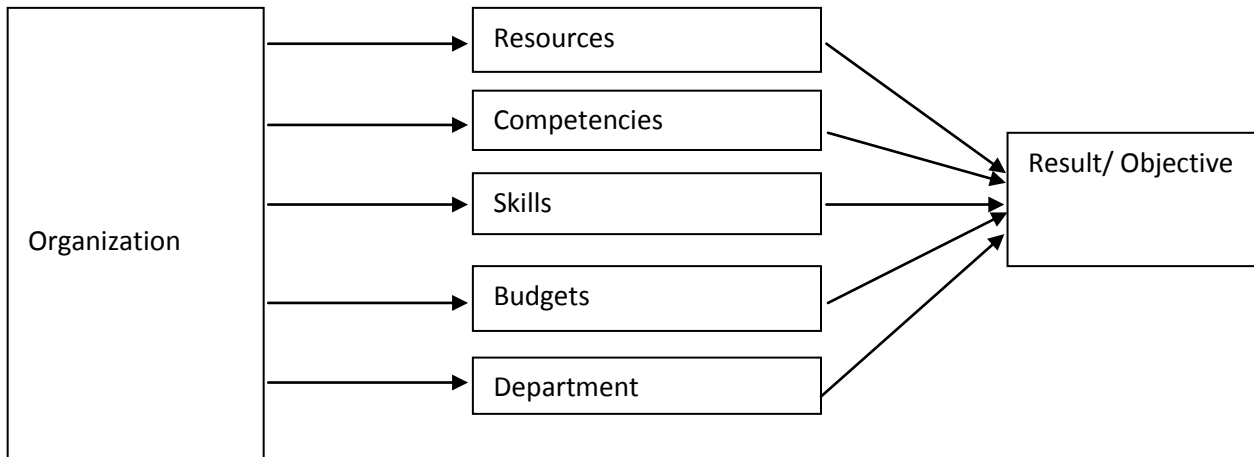 Organization
Resources
Competencies
Skills
Budgets
Department
Result/ Objective